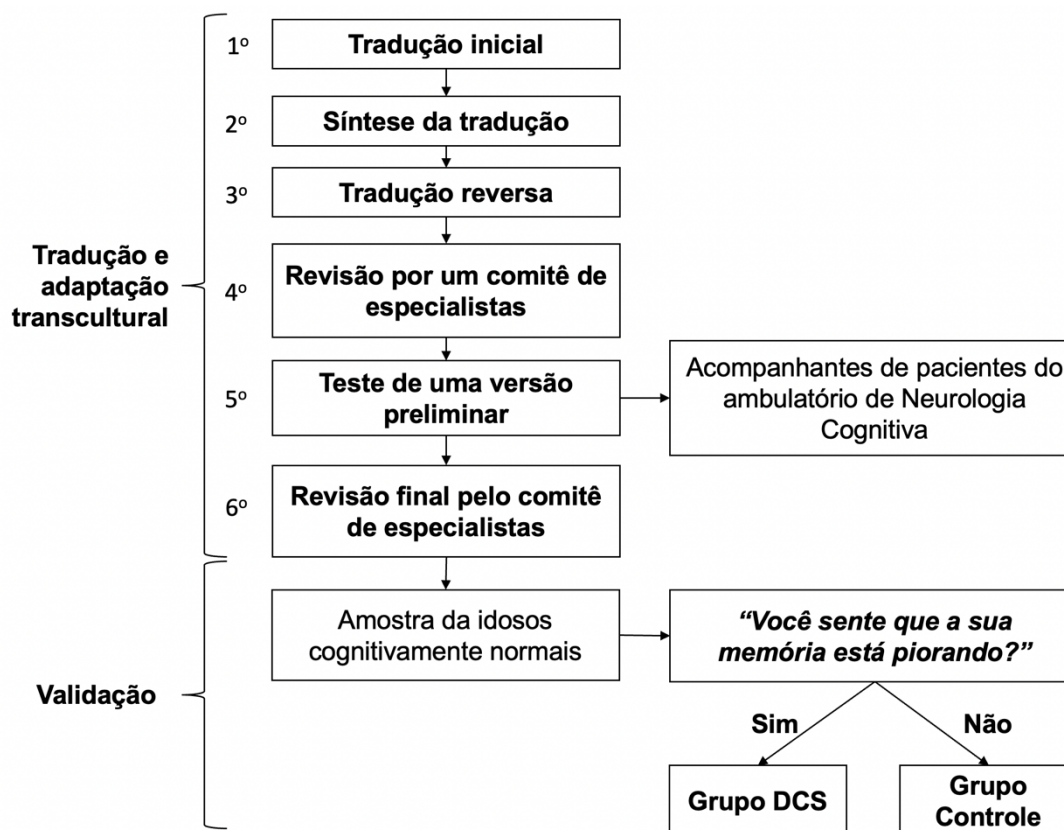 1º
Tradução inicial
2º
Síntese da tradução
3º
Tradução reversa
Tradução e
adaptação
transcultural
4º
Revisão por um comitê de
especialistas
5º
Teste de uma versão
preliminar
Acompanhantes de pacientes do
ambulatório de Neurologia
Cognitiva
6º
Revisão final pelo comitê
de especialistas
Validação
Amostra da idosos
cognitivamente normais
“Você sente que a sua
memória está piorando?”
Sim
Não
Grupo DCS
Grupo
Controle